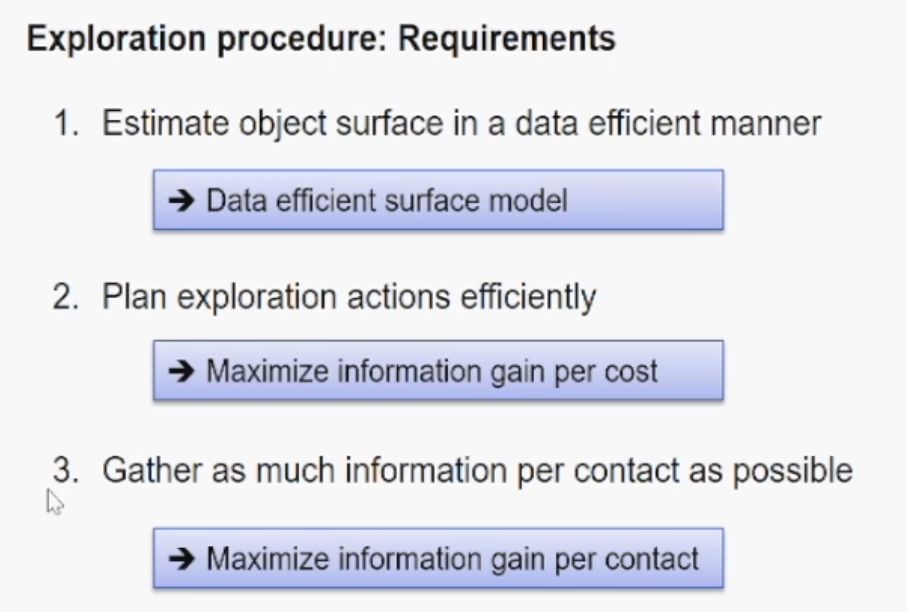 Exploration procedure: Requirements
1. Estimate object surface in a data efficient manner
➔ Data efficient surface model
2. Plan exploration actions efficiently
➔ Maximize information gain per cost
3. Gather as much information per contact as possible
➔ Maximize information gain per contact